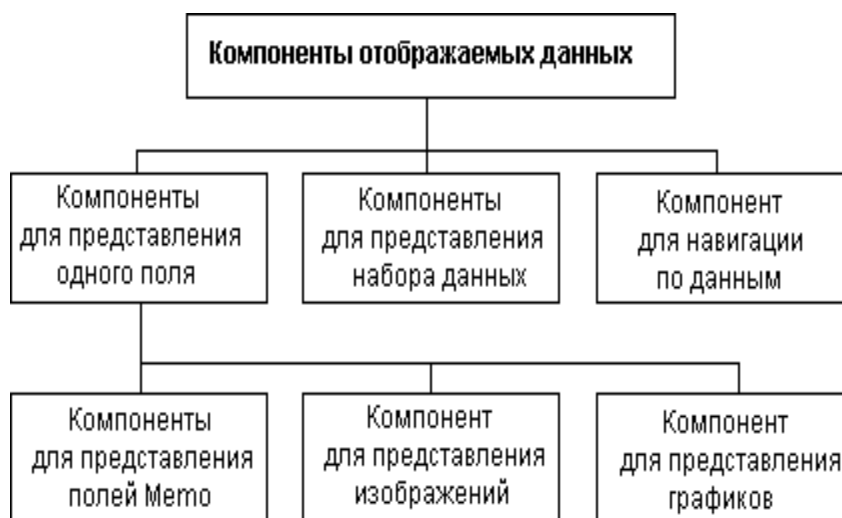 Компоненты отображаемых данных
Компоненты
для представления
одного поля
Компоненты
для представления
набора данных
Компонент
для навигации
по данным
Компоненты
для представления
полей Memo
Компонент
для представления
изображений
Компонент
для представления
графиков